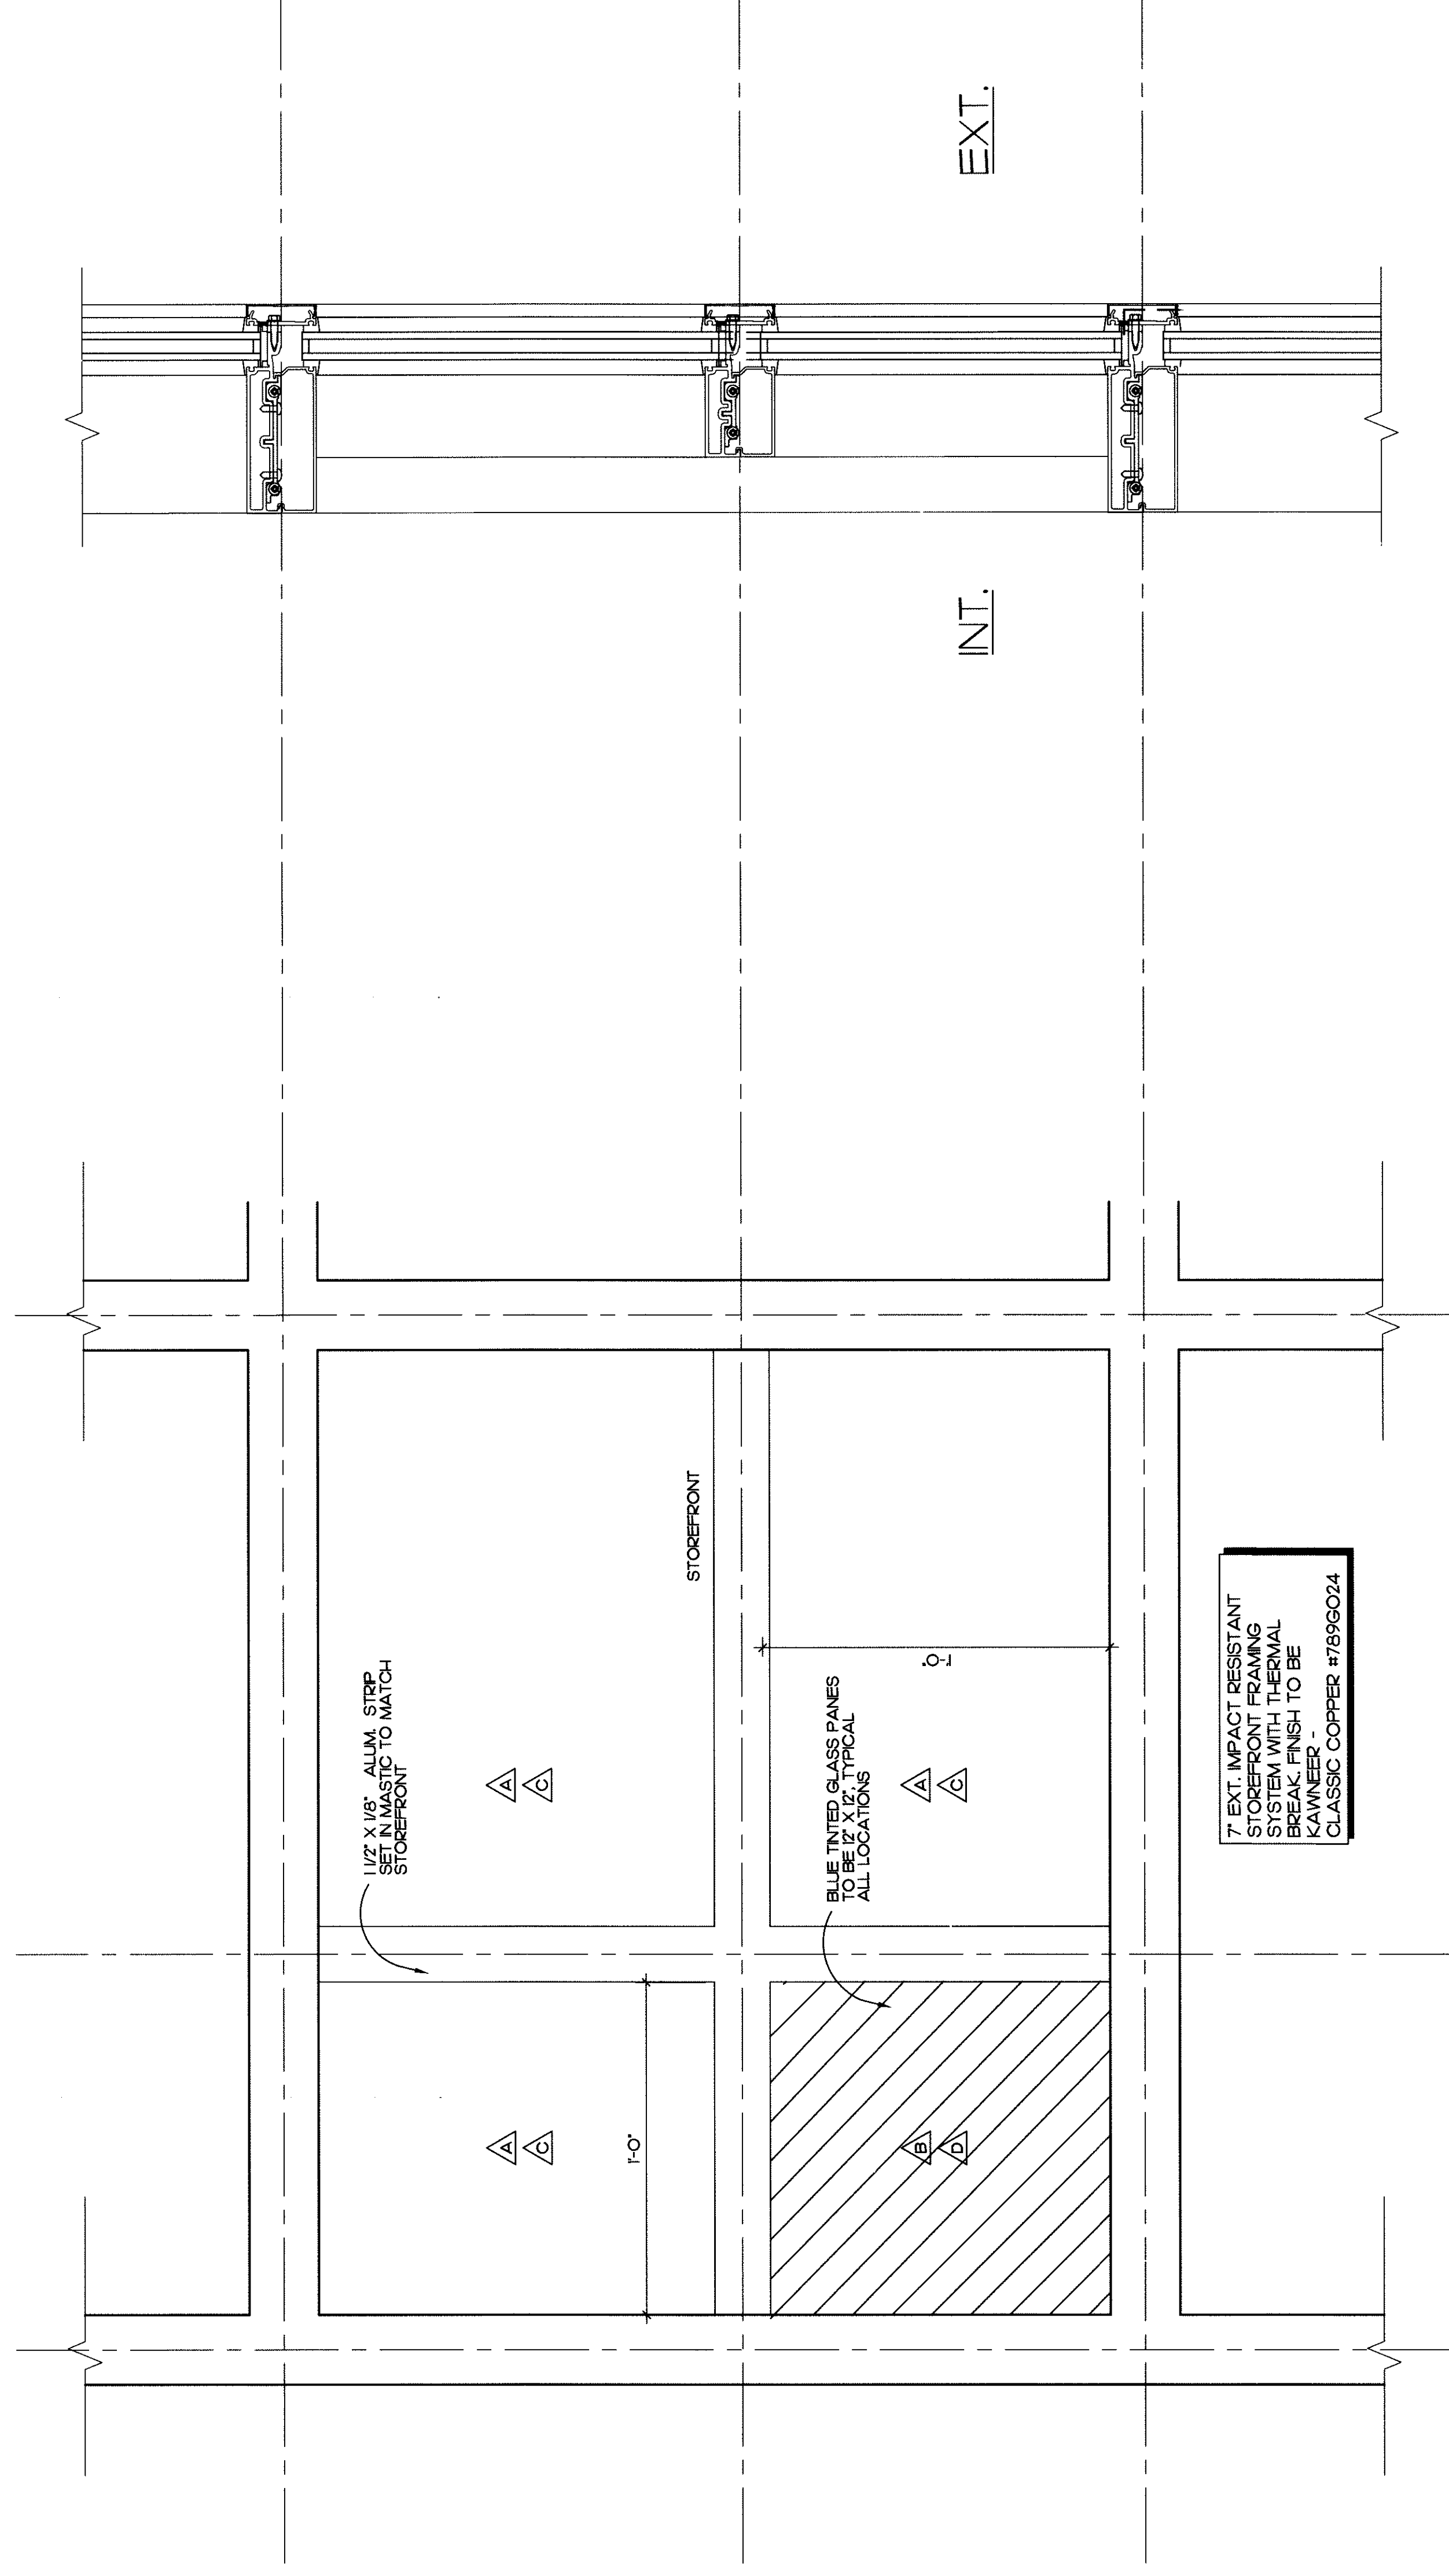 EXT.
INT.
1 1/2" X 1/8" ALUM. STRIP
SET IN MASTIC TO MATCH
STOREFRONT
STOREFRONT
A
C
A
C
BLUE TINTED GLASS PANES
TO BE 12" X 12", TYPICAL
ALL LOCATIONS
1'-0"
1'-0"
A
C
B
D
7" EXT. IMPACT RESISTANT
STOREFRONT FRAMING
SYSTEM WITH THERMAL
BREAK. FINISH TO BE
KAWNEER -
CLASSIC COPPER #789G024